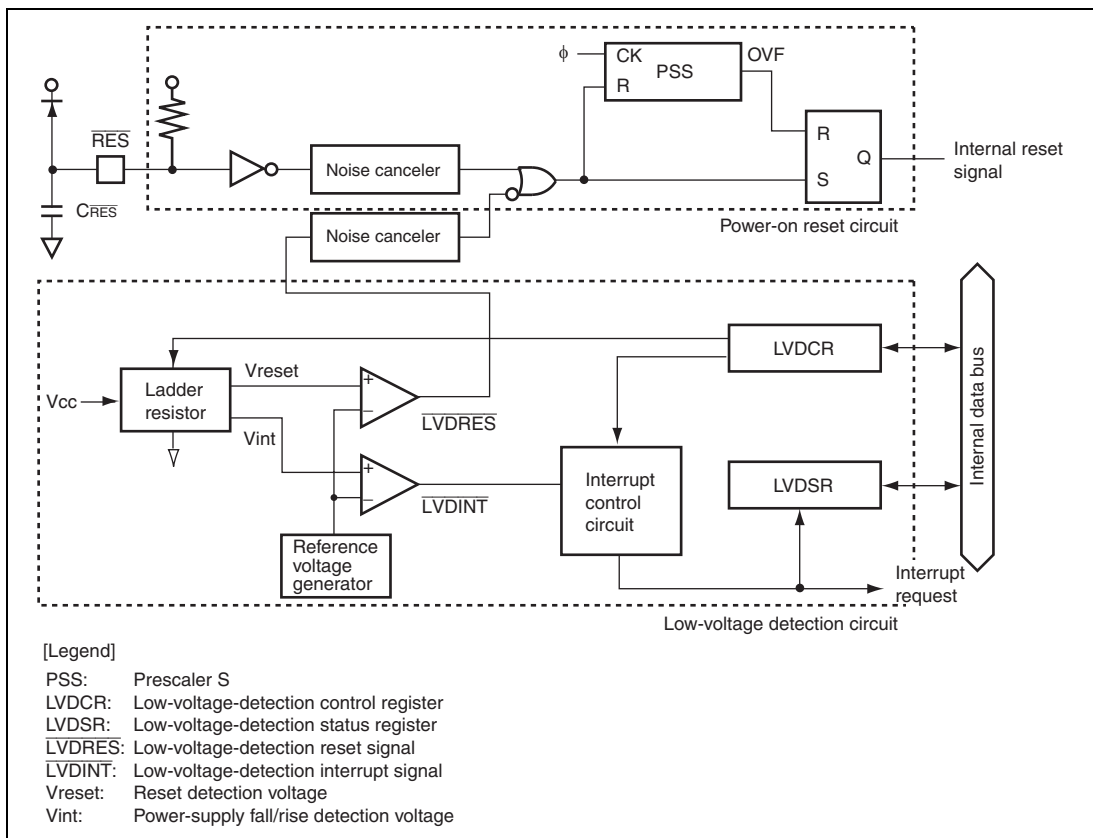 φ
CK
PSS
OVF
R
RES
Noise canceler
R
Q
S
Internal reset
signal
CRES
Noise canceler
Power-on reset circuit
LVDCR
Internal data bus
Vcc
Ladder
resistor
Vreset
+
−
LVDRES
Vint
+
−
LVDINT
Interrupt
control
circuit
LVDSR
Reference
voltage
generator
Interrupt
request
Low-voltage detection circuit
[Legend]
PSS: Prescaler S
LVDCR: Low-voltage-detection control register
LVDSR: Low-voltage-detection status register
LVDRES: Low-voltage-detection reset signal
LVDINT: Low-voltage-detection interrupt signal
Vreset: Reset detection voltage
Vint: Power-supply fall/rise detection voltage